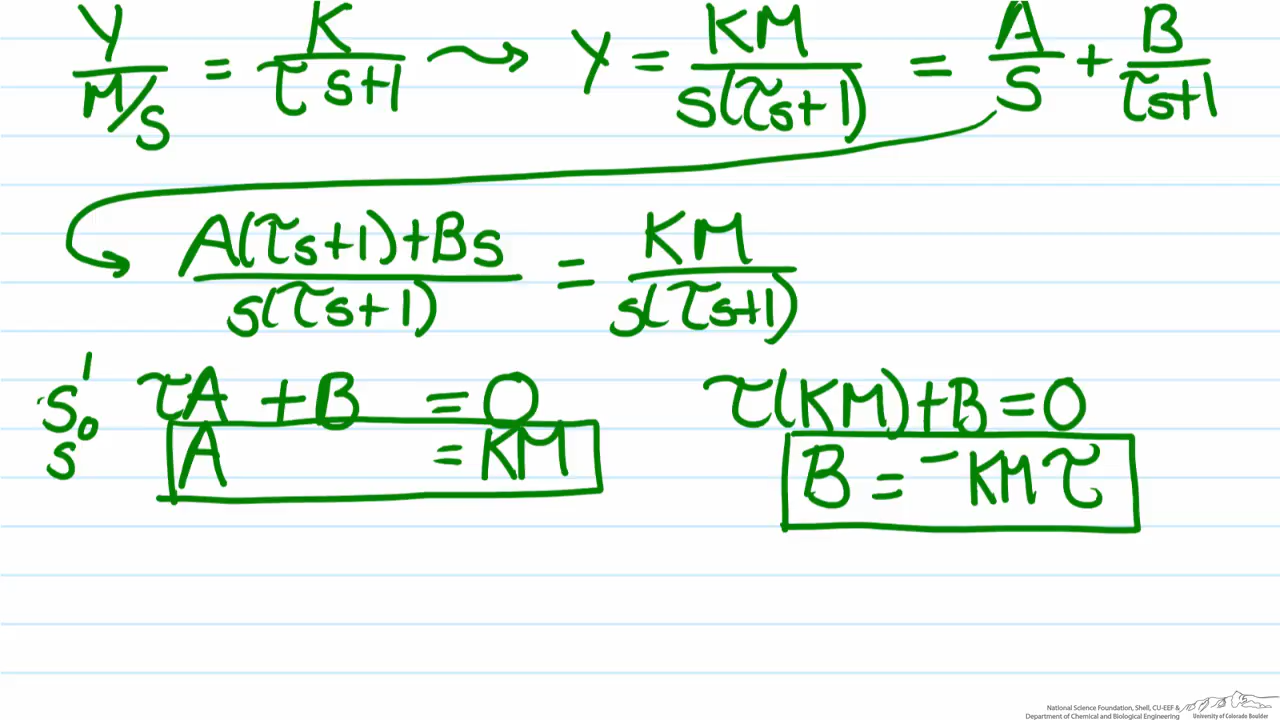 Y/(M/S) = K/(τs+1) ⇝ Y = KM/(s(τs+1)) = A/S + B/(τs+1)
(A(τs+1)+Bs)/(s(τs+1)) = KM/(s(τs+1))
s¹ τA + B = 0 τ(KM)+B=0
s⁰ A = KM B = -KMτ
National Science Foundation, Shell, CU-EEF &
Department of Chemical and Biological Engineering University of Colorado Boulder